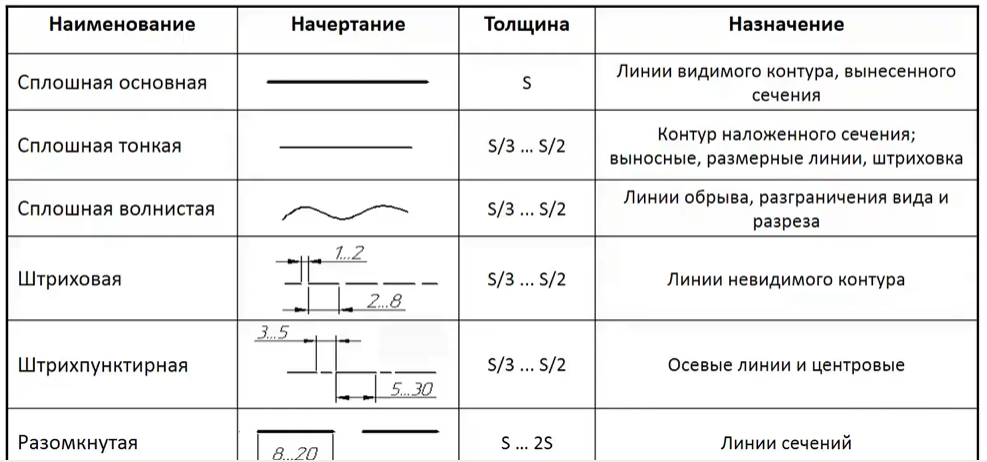 Наименование Начертание Толщина Назначение
Сплошная основная S Линии видимого контура, вынесенного
сечения
Сплошная тонкая S/3 ... S/2 Контур наложенного сечения;
выносные, размерные линии, штриховка
Сплошная волнистая S/3 ... S/2 Линии обрыва, разграничения вида и
разреза
1...2
Штриховая S/3 ... S/2 Линии невидимого контура
2...8
3...5
Штрихпунктирная S/3 ... S/2 Осевые линии и центровые
5...30
Разомкнутая S ... 2S Линии сечений
8...20